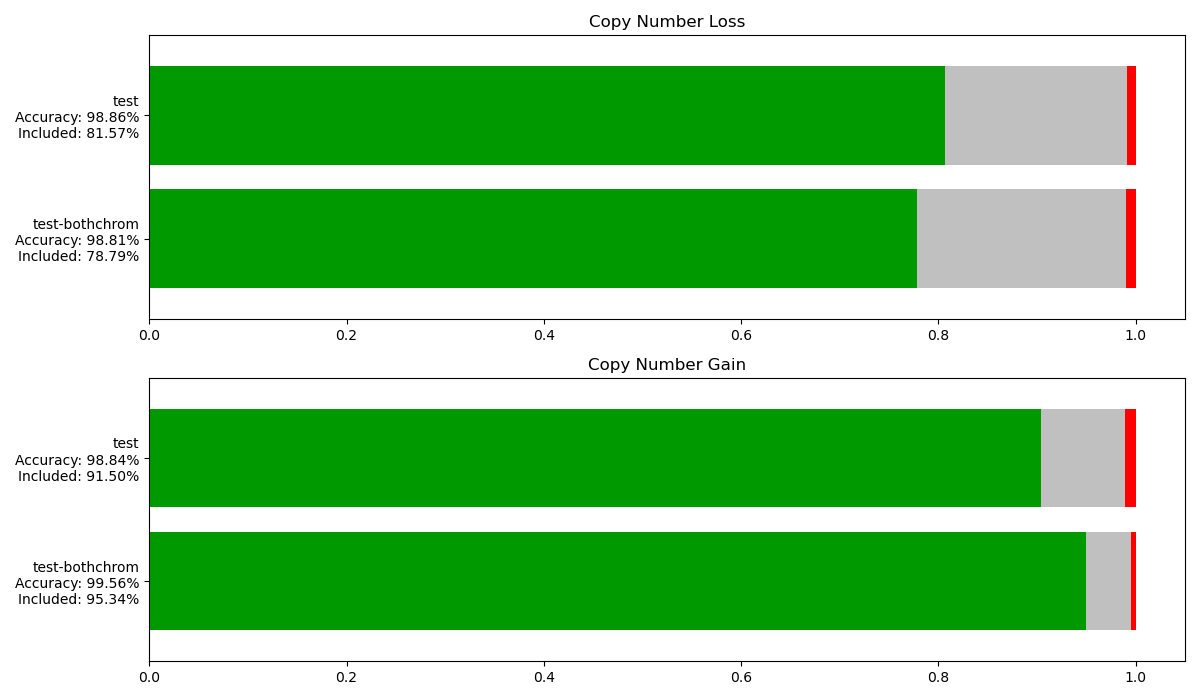 Copy Number Loss
test
Accuracy: 98.86%
Included: 81.57%
test-bothchrom
Accuracy: 98.81%
Included: 78.79%
0.0 0.2 0.4 0.6 0.8 1.0
Copy Number Gain
test
Accuracy: 98.84%
Included: 91.50%
test-bothchrom
Accuracy: 99.56%
Included: 95.34%
0.0 0.2 0.4 0.6 0.8 1.0